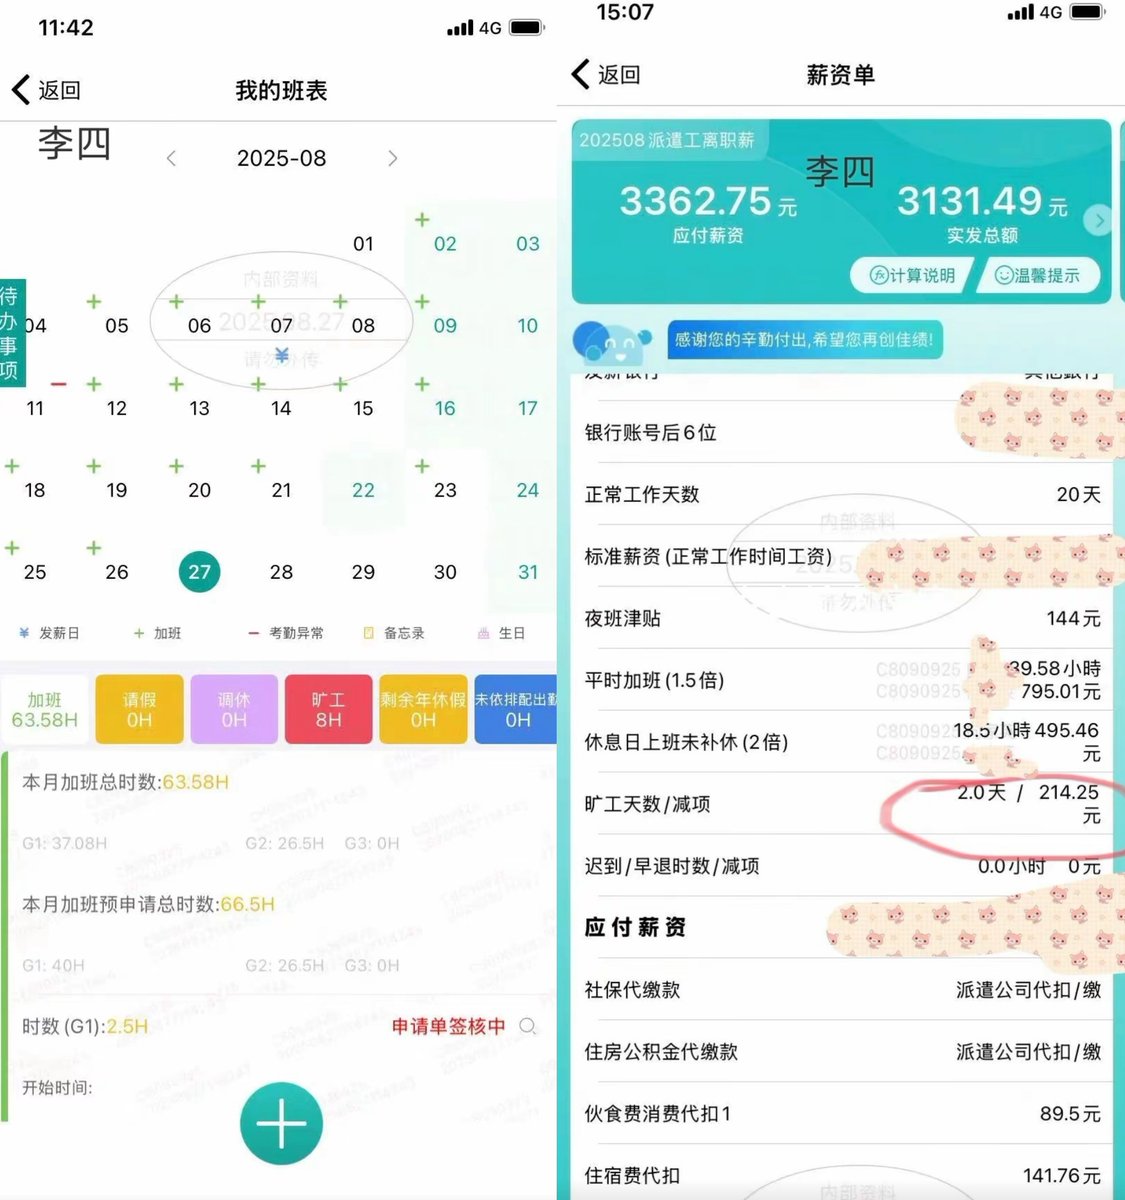 11:42
4G
返回
我的班表
李四
2025-08
01
02
03
04
05
06
07
08
09
10
11
12
13
14
15
16
17
18
19
20
21
22
23
24
25
26
27
28
29
30
31
待办事项
内部资料
2025.08.27
请勿外传
¥ 发薪日
+ 加班
- 考勤异常
备忘录
生日
加班
63.58H
请假
0H
调休
0H
旷工
8H
剩余年休假
0H
未依排配出勤
0H
本月加班总时数:63.58H
G1: 37.08H G2: 26.5H G3: 0H
本月加班预申请总时数:66.5H
G1: 40H G2: 26.5H G3: 0H
时数(G1):2.5H 申请单签核中
开始时间:
15:07
4G
返回
薪资单
202508派遣工离职薪
李四
3362.75元
应付薪资
3131.49元
实发总额
计算说明
温馨提示
感谢您的辛勤付出,希望您再创佳绩!
银行账号后6位
正常工作天数 20天
内部资料
标准薪资(正常工作时间工资)
请勿外传
夜班津贴 144元
平时加班(1.5倍) 39.58小時
795.01元
休息日上班未补休(2倍) 18.5小時 495.46
元
旷工天数/减项 2.0天 / 214.25
元
迟到/早退时数/减项 0.0小时 0元
应付薪资
社保代缴款 派遣公司代扣/缴
住房公积金代缴款 派遣公司代扣/缴
伙食费消费代扣1 89.5元
住宿费代扣 141.76元
内部资料